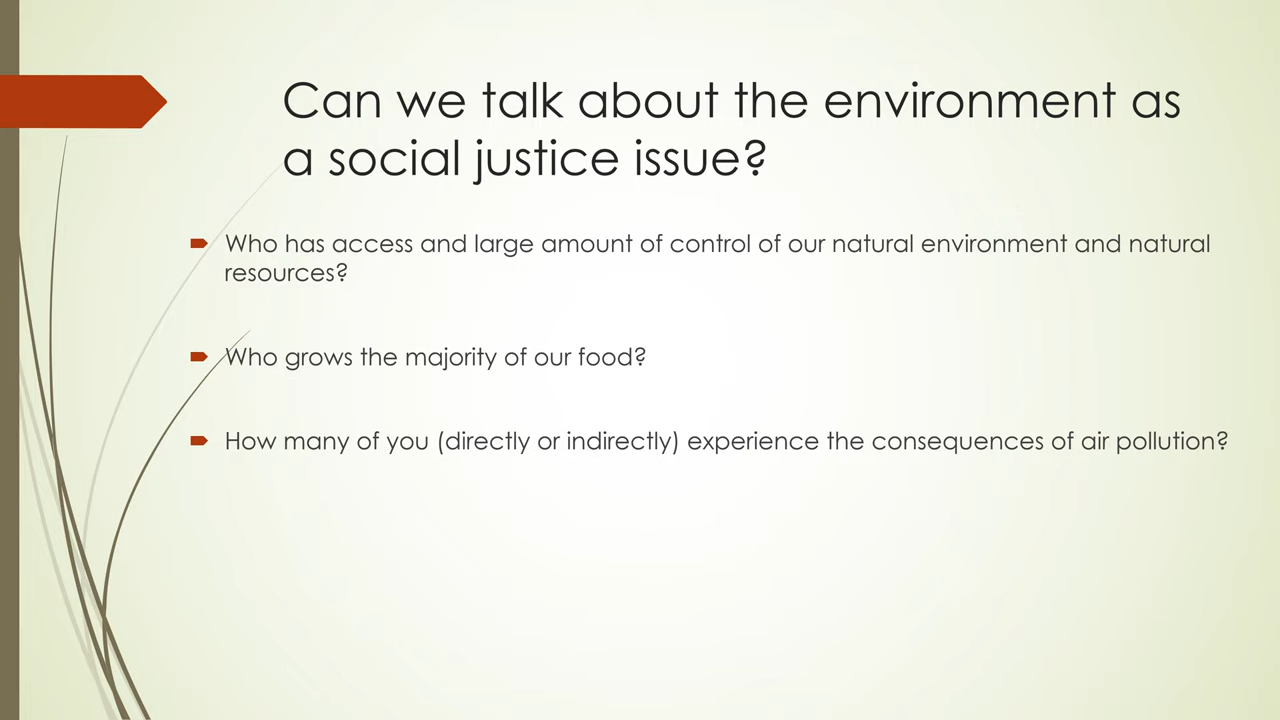 Can we talk about the environment as
a social justice issue?
Who has access and large amount of control of our natural environment and natural
resources?
Who grows the majority of our food?
How many of you (directly or indirectly) experience the consequences of air pollution?